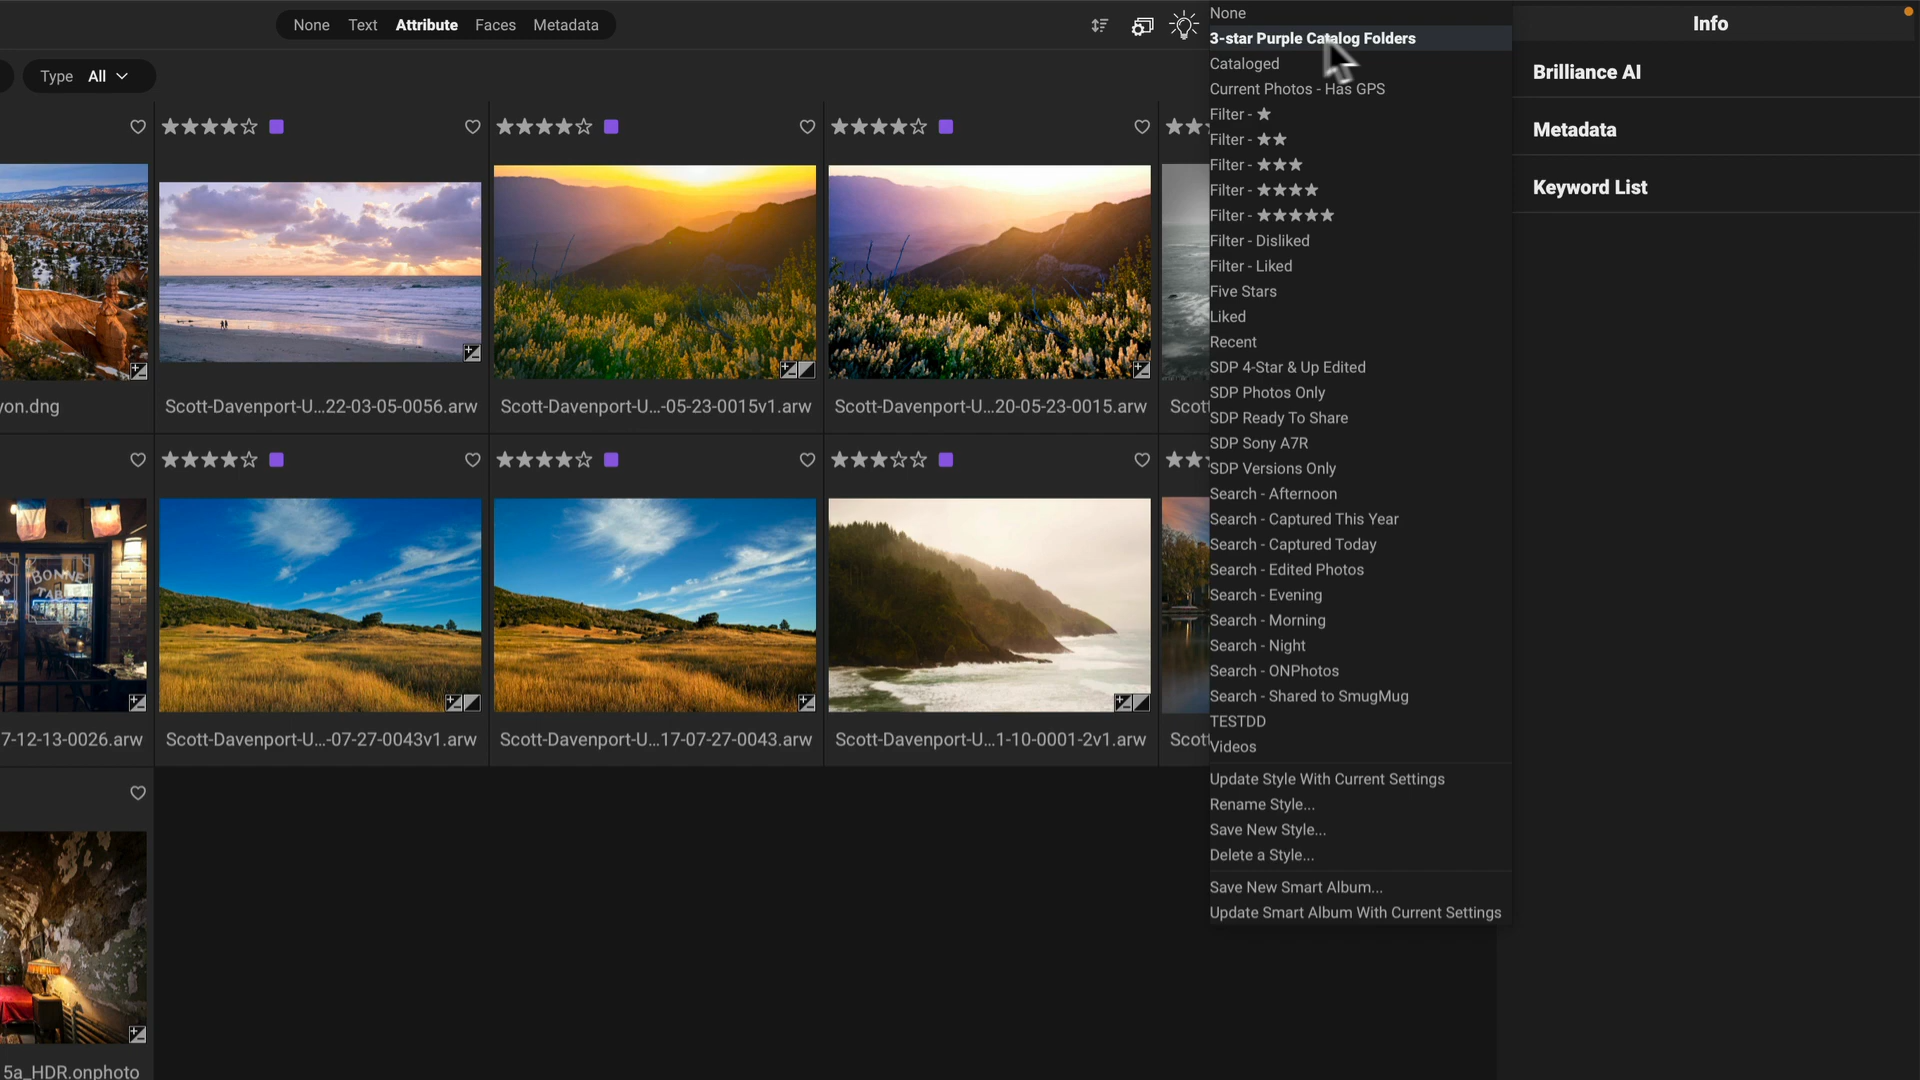 None Text Attribute Faces Metadata
Type All
von.dng
Scott-Davenport-U...22-03-05-0056.arw
Scott-Davenport-U...-05-23-0015v1.arw
Scott-Davenport-U...20-05-23-0015.arw
Scott
BONNE
TABLE
7-12-13-0026.arw
Scott-Davenport-U...-07-27-0043v1.arw
Scott-Davenport-U...17-07-27-0043.arw
Scott-Davenport-U...1-10-0001-2v1.arw
Scott
5a_HDR.onphoto
None
3-star Purple Catalog Folders
Cataloged
Current Photos - Has GPS
Filter - ★
Filter - ★★
Filter - ★★★
Filter - ★★★★
Filter - ★★★★★
Filter - Disliked
Filter - Liked
Five Stars
Liked
Recent
SDP 4-Star & Up Edited
SDP Photos Only
SDP Ready To Share
SDP Sony A7R
SDP Versions Only
Search - Afternoon
Search - Captured This Year
Search - Captured Today
Search - Edited Photos
Search - Evening
Search - Morning
Search - Night
Search - ONPhotos
Search - Shared to SmugMug
TESTDD
Videos
Update Style With Current Settings
Rename Style...
Save New Style...
Delete a Style...
Save New Smart Album...
Update Smart Album With Current Settings
Info
Brilliance AI
Metadata
Keyword List